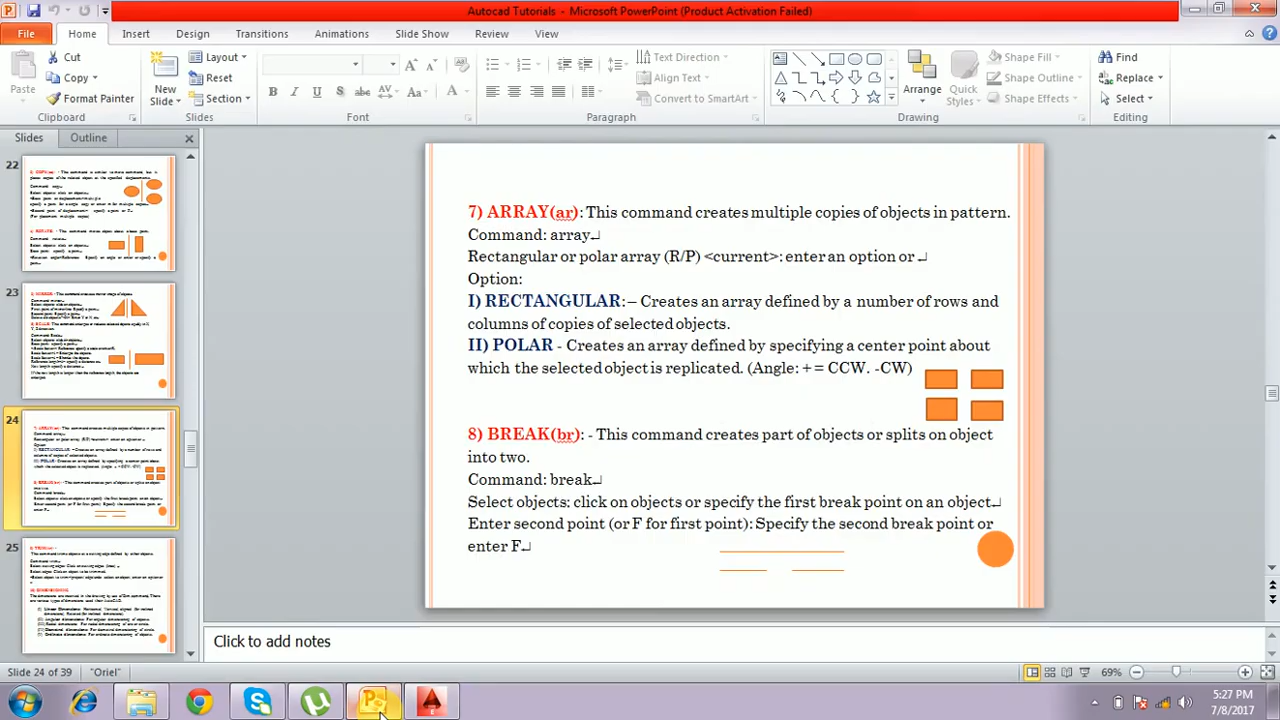 Autocad Tutorials - Microsoft PowerPoint (Product Activation Failed)
File Home Insert Design Transitions Animations Slide Show Review View
Paste
Cut
Copy
Format Painter
Clipboard
New Slide
Layout
Reset
Section
Slides
Font
Text Direction
Align Text
Convert to SmartArt
Paragraph
Arrange
Quick Styles
Shape Fill
Shape Outline
Shape Effects
Drawing
Find
Replace
Select
Editing
Slides Outline
22
23
24
25
7) ARRAY(ar): This command creates multiple copies of objects in pattern.
Command: array
Rectangular or polar array (R/P) <current>: enter an option or
Option:
I) RECTANGULAR:– Creates an array defined by a number of rows and
columns of copies of selected objects.
II) POLAR - Creates an array defined by specifying a center point about
which the selected object is replicated. (Angle: + = CCW. -CW)
8.BREAK(br): - This command creates part of objects or splits on object
into two.
Command: break
Select objects: click on objects or specify the first break point on an object
Enter second point (or F for first point): Specify the second break point or
enter F
Click to add notes
Slide 24 of 39 "Oriel" 69%
5:27 PM
7/8/2017